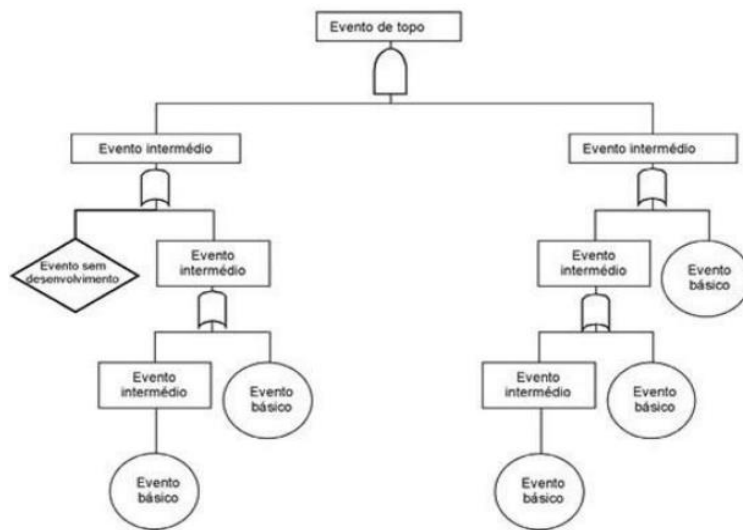 Evento de topo
Evento intermédio
Evento intermédio
Evento sem
desenvolvimento
Evento
intermédio
Evento
intermédio
Evento
básico
Evento
intermédio
Evento
básico
Evento
intermédio
Evento
básico
Evento
básico
Evento
básico